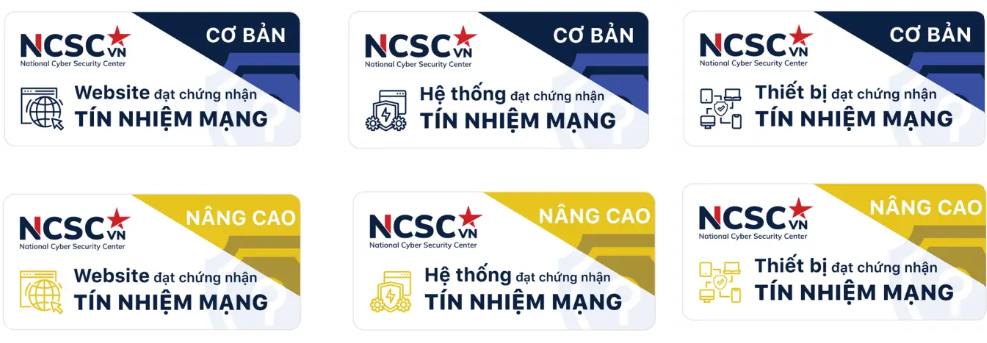 NCSC VN
National Cyber Security Center
CƠ BẢN
Website đạt chứng nhận
TÍN NHIỆM MẠNG
NCSC VN
National Cyber Security Center
CƠ BẢN
Hệ thống đạt chứng nhận
TÍN NHIỆM MẠNG
NCSC VN
National Cyber Security Center
CƠ BẢN
Thiết bị đạt chứng nhận
TÍN NHIỆM MẠNG
NCSC VN
National Cyber Security Center
NÂNG CAO
Website đạt chứng nhận
TÍN NHIỆM MẠNG
NCSC VN
National Cyber Security Center
NÂNG CAO
Hệ thống đạt chứng nhận
TÍN NHIỆM MẠNG
NCSC VN
National Cyber Security Center
NÂNG CAO
Thiết bị đạt chứng nhận
TÍN NHIỆM MẠNG